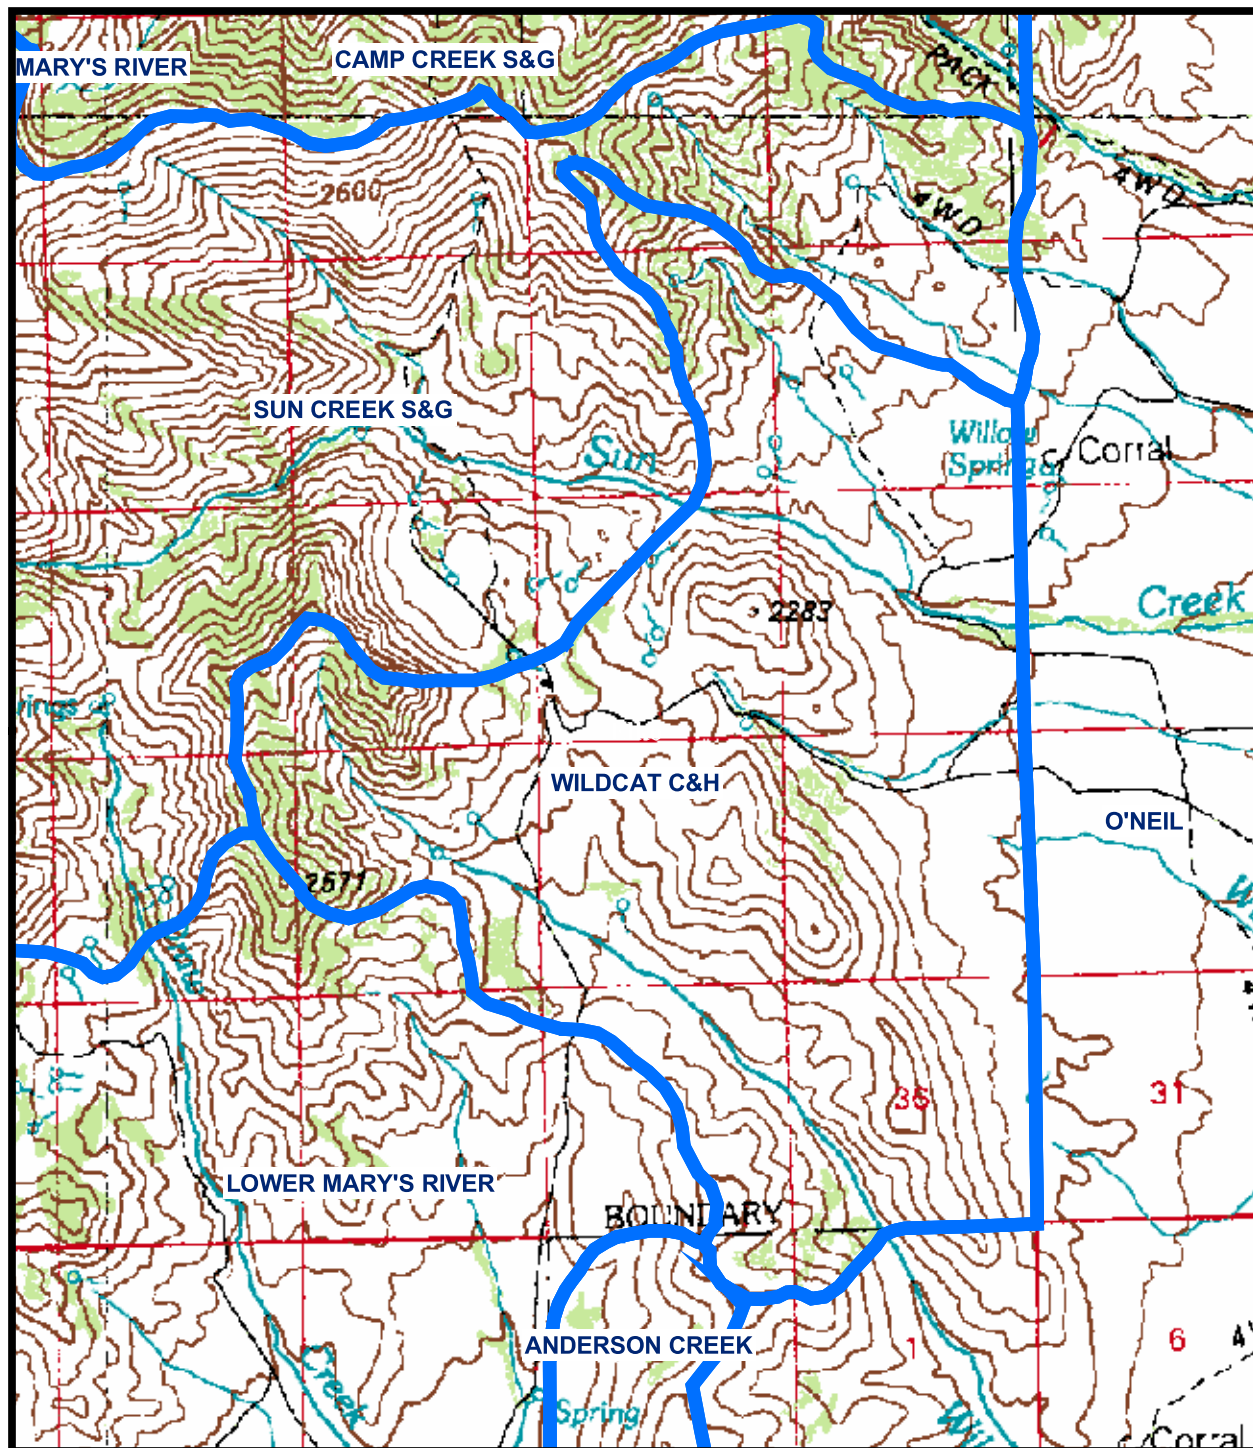 MARY'S RIVER
CAMP CREEK S&G
PACK
4WD
4WD
2600
SUN CREEK S&G
Sun
Willow
Spring
Corral
Creek
2283
WILDCAT C&H
O'NEIL
2571
36
31
LOWER MARY'S RIVER
BOUNDARY
ANDERSON CREEK
1
6
Creek
Spring
Corral